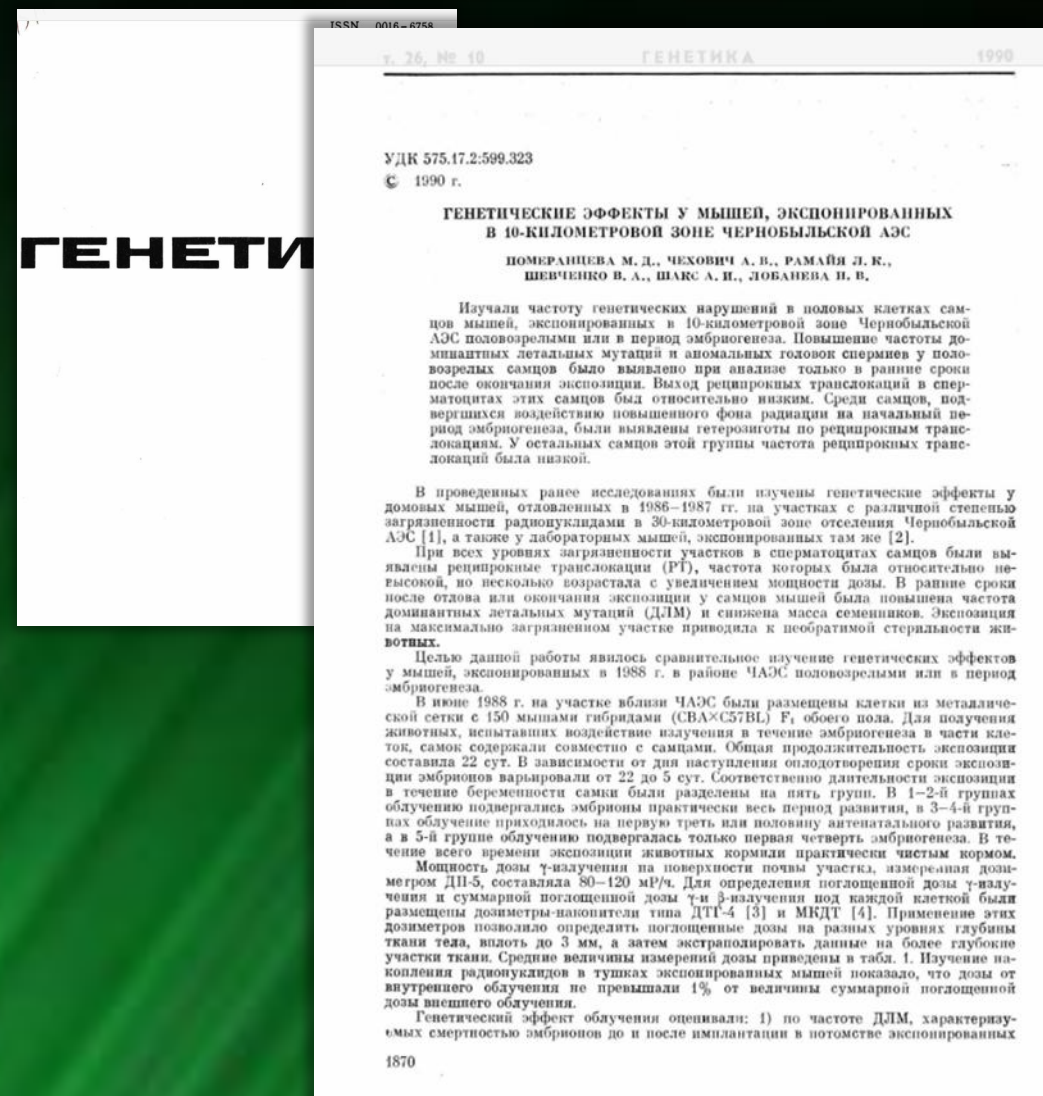 ISSN 0016-6758
ГЕНЕТИ
т. 26, № 10 ГЕНЕТИКА 1990
УДК 575.17.2:599.323
© 1990 г.
ГЕНЕТИЧЕСКИЕ ЭФФЕКТЫ У МЫШЕЙ, ЭКСПОНИРОВАННЫХ
В 10-КИЛОМЕТРОВОЙ ЗОНЕ ЧЕРНОБЫЛЬСКОЙ АЭС
ПОМЕРАНЦЕВА М. Д., ЧЕХОВИЧ А. В., РАМАЙЯ Л. К.,
ШЕВЧЕНКО В. А., ШАКС А. И., ЛОБАНЕВА Н. В.
Изучали частоту генетических нарушений в половых клетках сам-
цов мышей, экспонированных в 10-километровой зоне Чернобыльской
АЭС половозрелыми или в период эмбриогенеза. Повышение частоты до-
минантных летальных мутаций и аномальных головок спермиев у поло-
возрелых самцов было выявлено при анализе только в ранние сроки
после окончания экспозиции. Выход реципрокных транслокаций в спер-
матоцитах этих самцов был относительно низким. Среди самцов, под-
вергшихся воздействию повышенного фона радиации на начальный пе-
риод эмбриогенеза, были выявлены гетерозиготы по реципрокным транс-
локациям. У остальных самцов этой группы частота реципрокных транс-
локаций была низкой.
В проведенных ранее исследованиях были изучены генетические эффекты у
домовых мышей, отловленных в 1986—1987 гг. на участках с различной степенью
загрязненности радионуклидами в 30-километровой зоне отселения Чернобыльской
АЭС [1], а также у лабораторных мышей, экспонированных там же [2].
При всех уровнях загрязненности участков в сперматоцитах самцов были вы-
явлены реципрокные транслокации (РТ), частота которых была относительно не-
высокой, но несколько возрастала с увеличением мощности дозы. В ранние сроки
после отлова или окончания экспозиции у самцов мышей была повышена частота
доминантных летальных мутаций (ДЛМ) и снижена масса семенников. Экспозиция
на максимально загрязненном участке приводила к необратимой стерильности жи-
вотных.
Целью данной работы явилось сравнительное изучение генетических эффектов
у мышей, экспонированных в 1988 г. в районе ЧАЭС половозрелыми или в период
эмбриогенеза.
В июне 1988 г. на участке вблизи ЧАЭС были размещены клетки из металличе-
ской сетки с 150 мышами гибридами (CBA×C57BL) F₁ обоего пола. Для получения
животных, испытавших воздействие излучения в течение эмбриогенеза в части кле-
ток, самок содержали совместно с самцами. Общая продолжительность экспозиции
составила 22 сут. В зависимости от дня наступления оплодотворения сроки экспози-
ции эмбрионов варьировали от 22 до 5 сут. Соответственно длительности экспозиции
в течение беременности самки были разделены на пять групп. В 1—2-й группах
облучению подвергались эмбрионы практически весь период развития, в 3—4-й груп-
пах облучение приходилось на первую треть или половину антенатального развития,
а в 5-й группе облучению подвергалась только первая четверть эмбриогенеза. В те-
чение всего времени экспозиции животных кормили практически чистым кормом.
Мощность дозы γ-излучения на поверхности почвы участка, измеренная дози-
метром ДП-5, составляла 80—120 мР/ч. Для определения поглощенной дозы γ-излу-
чения и суммарной поглощенной дозы γ-и β-излучения под каждой клеткой были
размещены дозиметры-накопители типа ДТГ-4 [3] и МКДТ [4]. Применение этих
дозиметров позволило определить поглощенные дозы на разных уровнях глубины
ткани тела, вплоть до 3 мм, а затем экстраполировать данные на более глубокие
участки ткани. Средние величины измерений дозы приведены в табл. 1. Изучение на-
копления радионуклидов в тушках экспонированных мышей показало, что дозы от
внутреннего облучения не превышали 1% от величины суммарной поглощенной
дозы внешнего облучения.
Генетический эффект облучения оценивали: 1) по частоте ДЛМ, характеризу-
емых смертностью эмбрионов до и после имплантации в потомстве экспонированных
1870